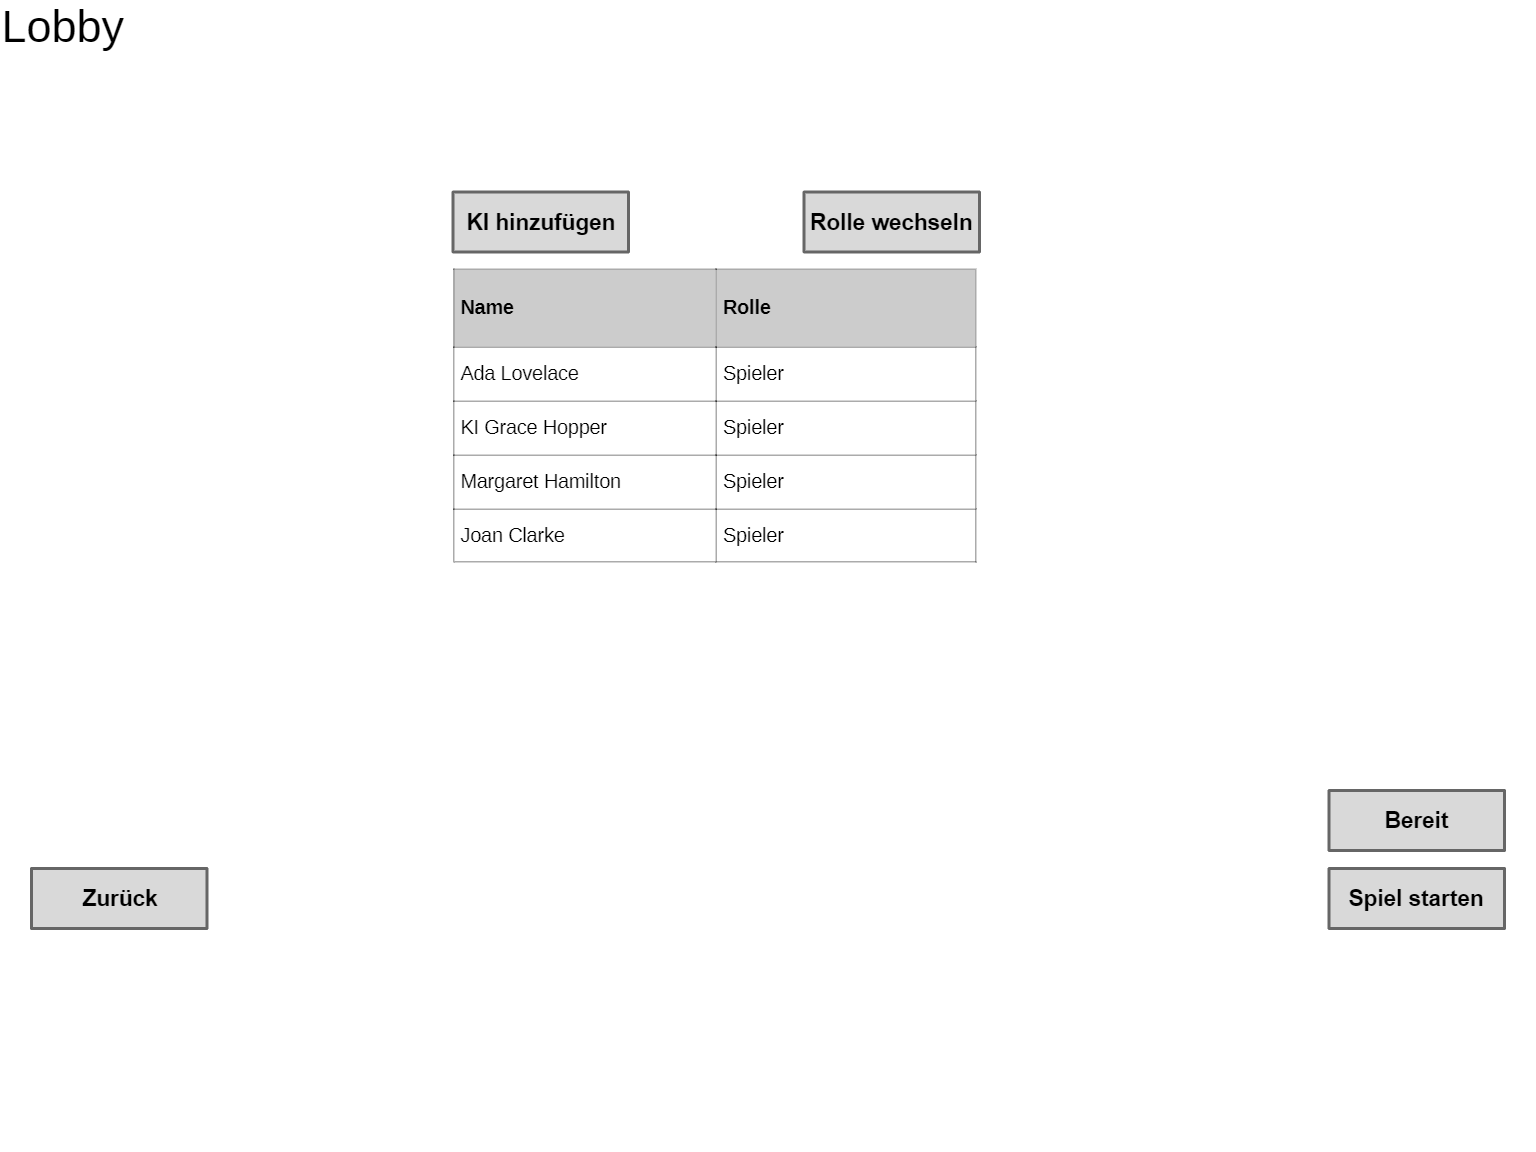 Lobby
KI hinzufügen
Rolle wechseln
Name Rolle
Ada Lovelace Spieler
KI Grace Hopper Spieler
Margaret Hamilton Spieler
Joan Clarke Spieler
Bereit
Zurück
Spiel starten